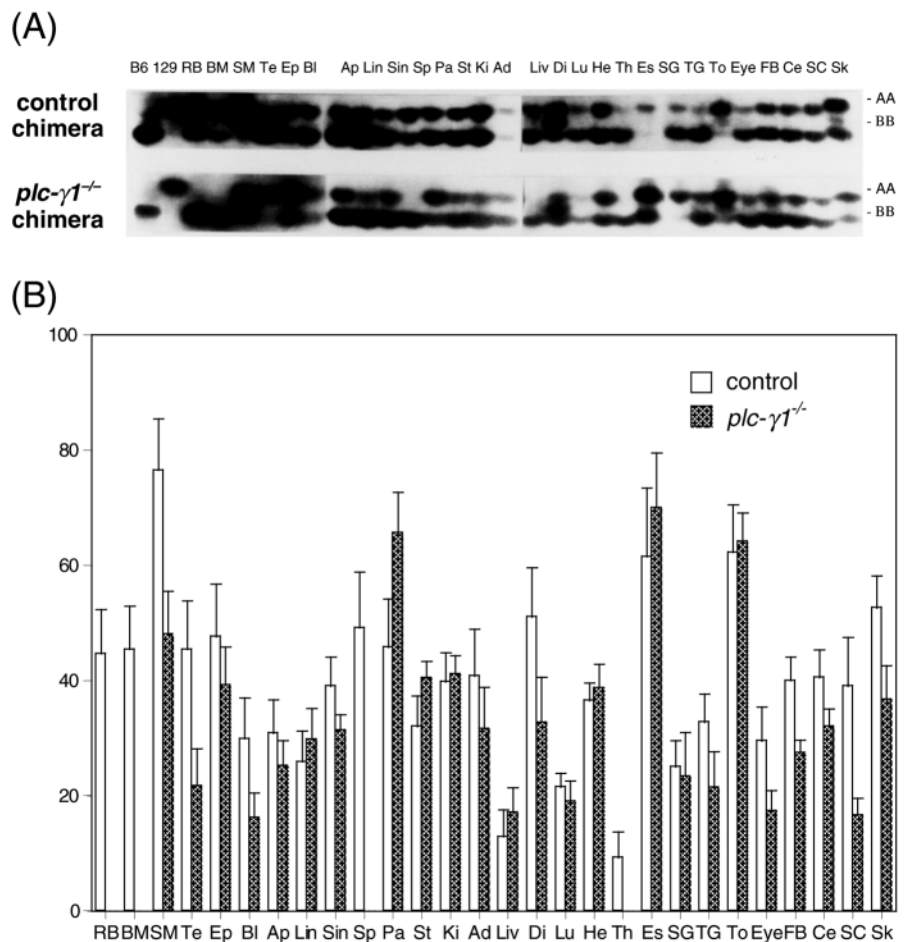 (A)
B6 129 RB BM SM Te Ep Bl Ap Lin Sin Sp Pa St Ki Ad Liv Di Lu He Th Es SG TG To Eye FB Ce SC Sk
control
chimera
- AA
- BB
plc-γ1⁻/⁻
chimera
- AA
- BB
(B)
100
80
60
40
20
0
control
plc-γ1⁻/⁻
RB BM SM Te Ep Bl Ap Lin Sin Sp Pa St Ki Ad Liv Di Lu He Th Es SG TG To Eye FB Ce SC Sk